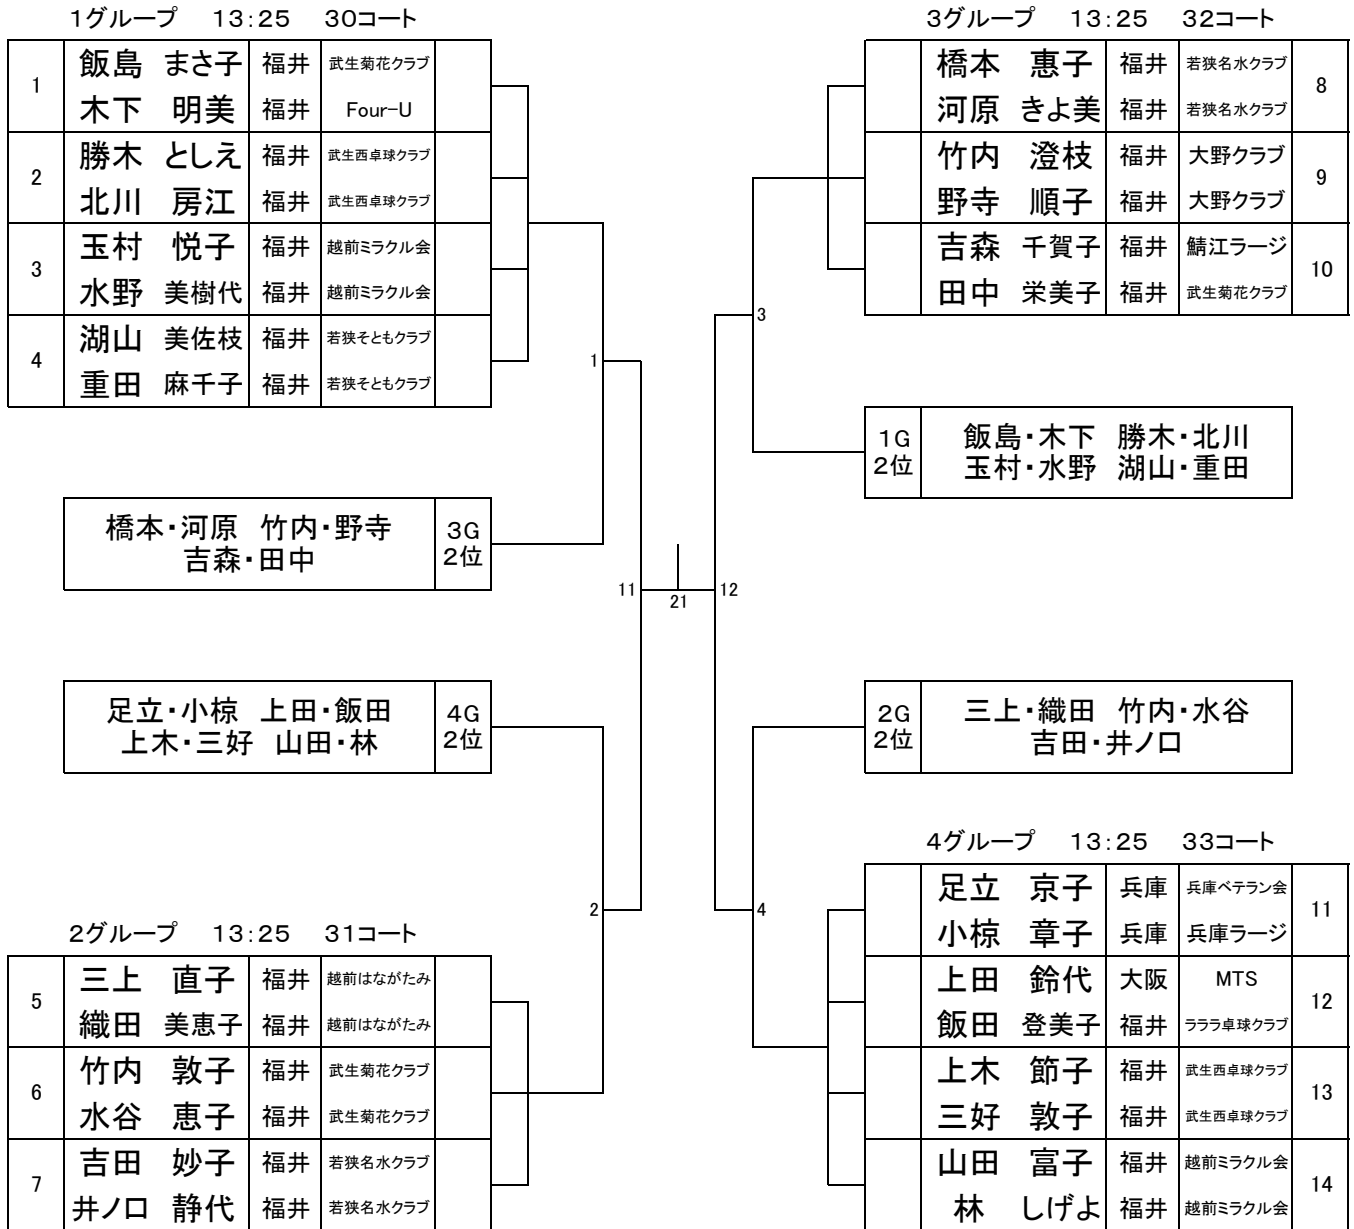 1グループ 13:25 30コート
1
飯島 まさ子 福井 武生菊花クラブ
木下 明美 福井 Four-U
2
勝木 としえ 福井 武生西卓球クラブ
北川 房江 福井 武生西卓球クラブ
3
玉村 悦子 福井 越前ミラクル会
水野 美樹代 福井 越前ミラクル会
4
湖山 美佐枝 福井 若狭そともクラブ
重田 麻千子 福井 若狭そともクラブ
1
橋本・河原 竹内・野寺
吉森・田中
3G
2位
11
足立・小椋 上田・飯田
上木・三好 山田・林
4G
2位
2
2グループ 13:25 31コート
5
三上 直子 福井 越前はながたみ
織田 美恵子 福井 越前はながたみ
6
竹内 敦子 福井 武生菊花クラブ
水谷 恵子 福井 武生菊花クラブ
7
吉田 妙子 福井 若狭名水クラブ
井ノ口 静代 福井 若狭名水クラブ
21
3グループ 13:25 32コート
橋本 惠子 福井 若狭名水クラブ
河原 きよ美 福井 若狭名水クラブ
8
竹内 澄枝 福井 大野クラブ
野寺 順子 福井 大野クラブ
9
吉森 千賀子 福井 鯖江ラージ
田中 栄美子 福井 武生菊花クラブ
10
3
1G
2位
飯島・木下 勝木・北川
玉村・水野 湖山・重田
12
2G
2位
三上・織田 竹内・水谷
吉田・井ノ口
4
4グループ 13:25 33コート
足立 京子 兵庫 兵庫ベテラン会
小椋 章子 兵庫 兵庫ラージ
11
上田 鈴代 大阪 MTS
飯田 登美子 福井 ラララ卓球クラブ
12
上木 節子 福井 武生西卓球クラブ
三好 敦子 福井 武生西卓球クラブ
13
山田 富子 福井 越前ミラクル会
林 しげよ 福井 越前ミラクル会
14